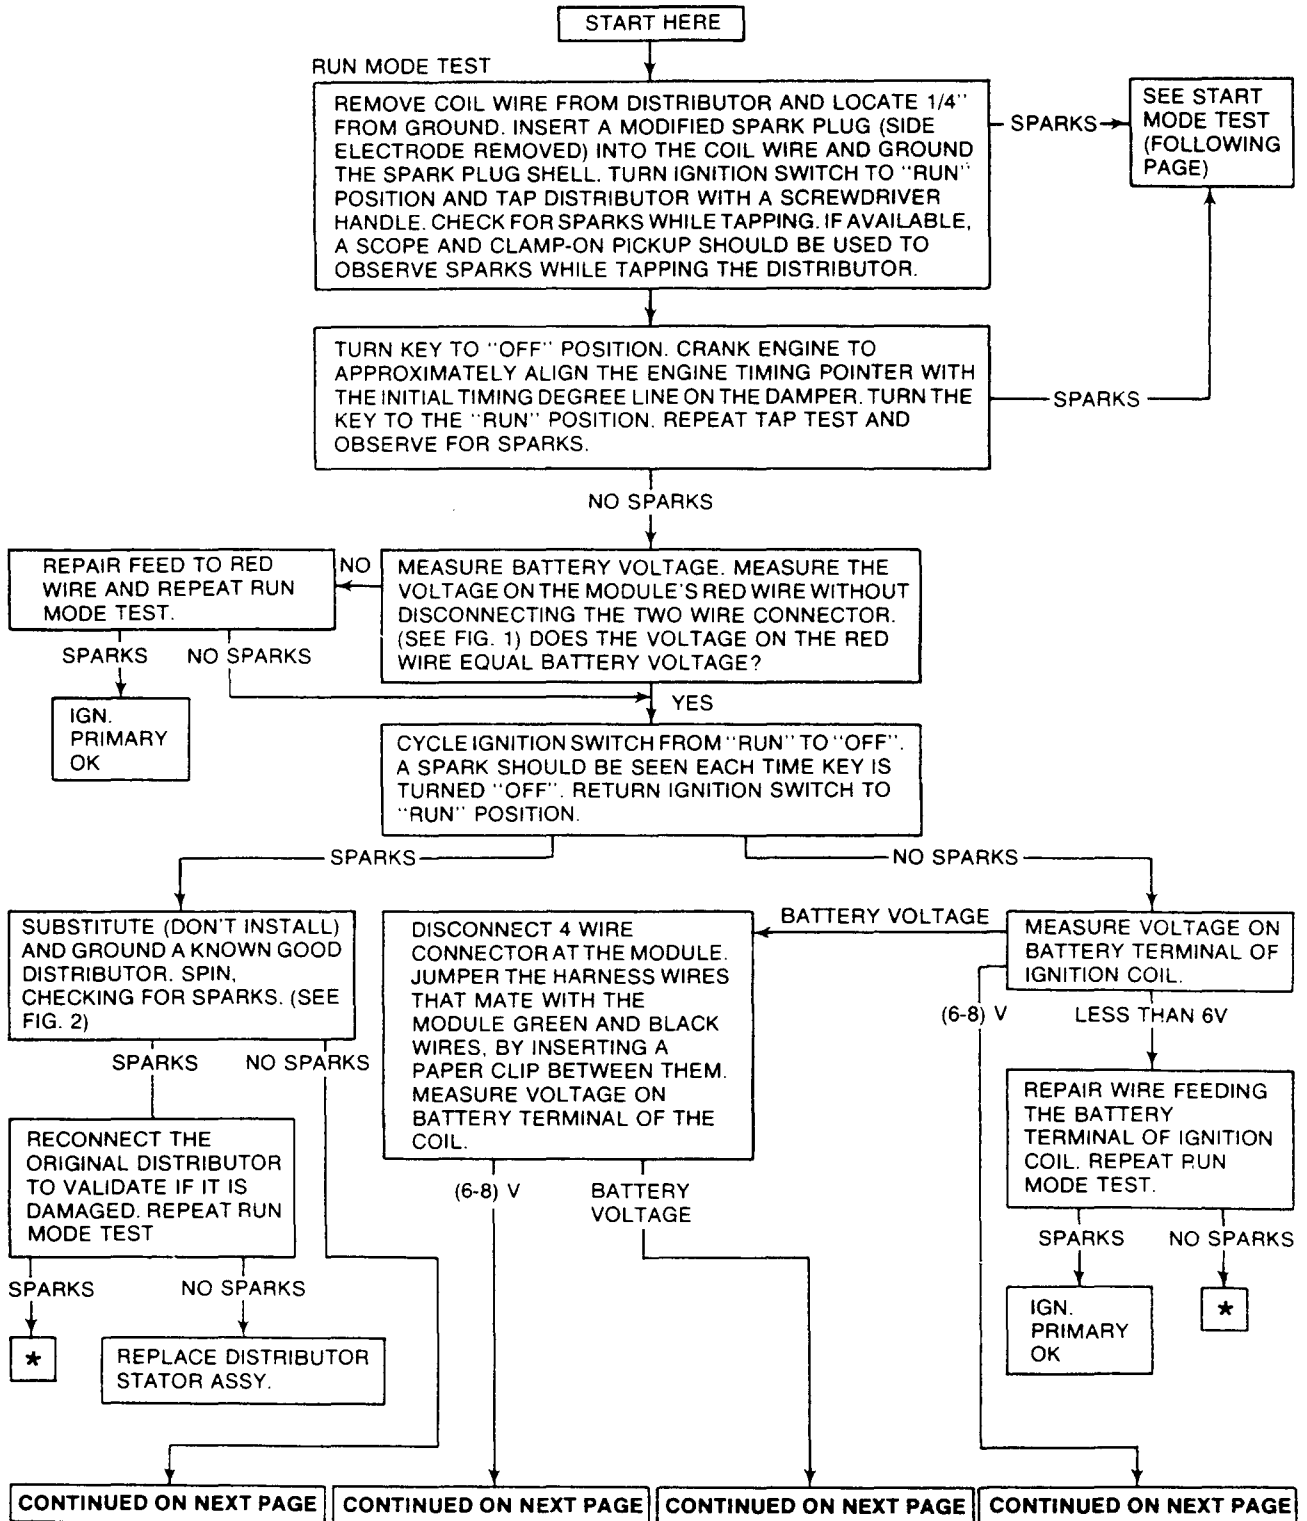 START HERE
RUN MODE TEST
REMOVE COIL WIRE FROM DISTRIBUTOR AND LOCATE 1/4"
FROM GROUND. INSERT A MODIFIED SPARK PLUG (SIDE
ELECTRODE REMOVED) INTO THE COIL WIRE AND GROUND
THE SPARK PLUG SHELL. TURN IGNITION SWITCH TO "RUN"
POSITION AND TAP DISTRIBUTOR WITH A SCREWDRIVER
HANDLE. CHECK FOR SPARKS WHILE TAPPING. IF AVAILABLE,
A SCOPE AND CLAMP-ON PICKUP SHOULD BE USED TO
OBSERVE SPARKS WHILE TAPPING THE DISTRIBUTOR.
SPARKS
SEE START
MODE TEST
(FOLLOWING
PAGE)
TURN KEY TO "OFF" POSITION. CRANK ENGINE TO
APPROXIMATELY ALIGN THE ENGINE TIMING POINTER WITH
THE INITIAL TIMING DEGREE LINE ON THE DAMPER. TURN THE
KEY TO THE "RUN" POSITION. REPEAT TAP TEST AND
OBSERVE FOR SPARKS.
SPARKS
NO SPARKS
MEASURE BATTERY VOLTAGE. MEASURE THE
VOLTAGE ON THE MODULE'S RED WIRE WITHOUT
DISCONNECTING THE TWO WIRE CONNECTOR.
(SEE FIG. 1) DOES THE VOLTAGE ON THE RED
WIRE EQUAL BATTERY VOLTAGE?
NO
REPAIR FEED TO RED
WIRE AND REPEAT RUN
MODE TEST.
SPARKS
NO SPARKS
IGN.
PRIMARY
OK
YES
CYCLE IGNITION SWITCH FROM "RUN" TO "OFF".
A SPARK SHOULD BE SEEN EACH TIME KEY IS
TURNED "OFF". RETURN IGNITION SWITCH TO
"RUN" POSITION.
SPARKS
NO SPARKS
SUBSTITUTE (DON'T INSTALL)
AND GROUND A KNOWN GOOD
DISTRIBUTOR. SPIN,
CHECKING FOR SPARKS. (SEE
FIG. 2)
SPARKS
NO SPARKS
RECONNECT THE
ORIGINAL DISTRIBUTOR
TO VALIDATE IF IT IS
DAMAGED. REPEAT RUN
MODE TEST
SPARKS
NO SPARKS
*
REPLACE DISTRIBUTOR
STATOR ASSY.
DISCONNECT 4 WIRE
CONNECTOR AT THE MODULE.
JUMPER THE HARNESS WIRES
THAT MATE WITH THE
MODULE GREEN AND BLACK
WIRES, BY INSERTING A
PAPER CLIP BETWEEN THEM.
MEASURE VOLTAGE ON
BATTERY TERMINAL OF THE
COIL.
(6-8) V
BATTERY
VOLTAGE
BATTERY VOLTAGE
MEASURE VOLTAGE ON
BATTERY TERMINAL OF
IGNITION COIL.
(6-8) V
LESS THAN 6V
REPAIR WIRE FEEDING
THE BATTERY
TERMINAL OF IGNITION
COIL. REPEAT RUN
MODE TEST.
SPARKS
NO SPARKS
IGN.
PRIMARY
OK
*
CONTINUED ON NEXT PAGE
CONTINUED ON NEXT PAGE
CONTINUED ON NEXT PAGE
CONTINUED ON NEXT PAGE